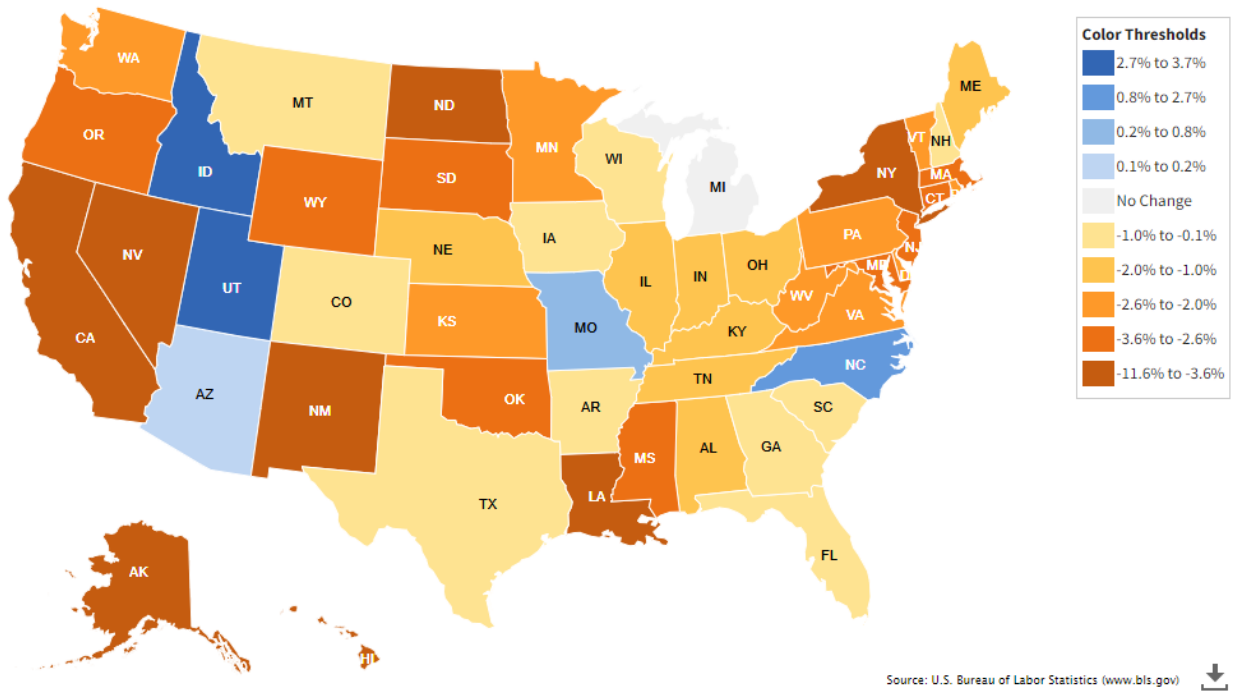 WA
MT
ND
ME
OR
MN
VT
NH
ID
WI
NY
MA
SD
MI
CT
WY
IA
PA
NJ
NE
OH
MD
NV
IL
IN
UT
CO
WV
VA
KS
MO
KY
CA
NC
TN
AZ
OK
AR
SC
NM
MS
AL
GA
LA
TX
FL
AK
HI
Color Thresholds
2.7% to 3.7%
0.8% to 2.7%
0.2% to 0.8%
0.1% to 0.2%
No Change
-1.0% to -0.1%
-2.0% to -1.0%
-2.6% to -2.0%
-3.6% to -2.6%
-11.6% to -3.6%
Source: U.S. Bureau of Labor Statistics (www.bls.gov)